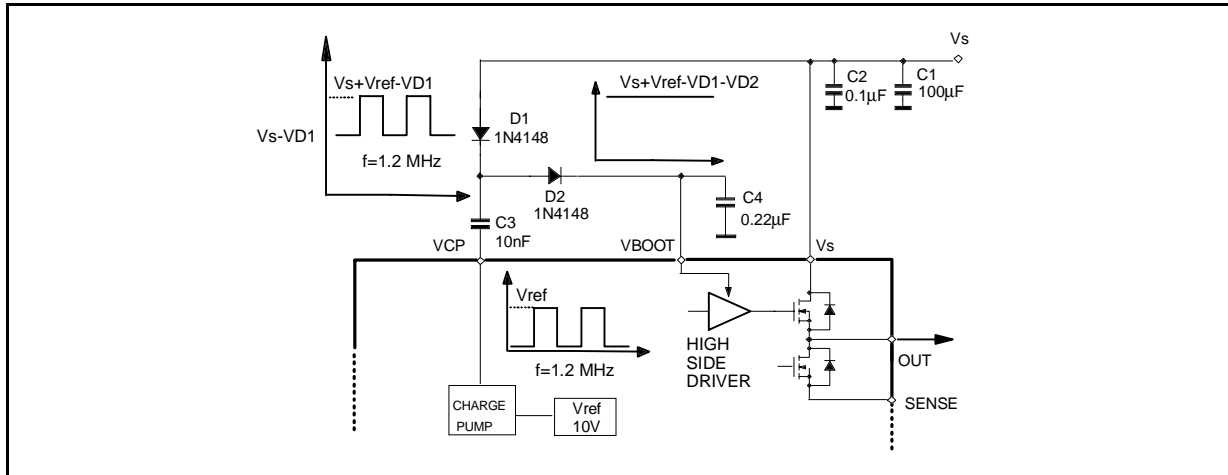 Vs
C2
0.1µF
C1
100µF
Vs+Vref-VD1
Vs-VD1
f=1.2 MHz
Vs+Vref-VD1-VD2
D1
1N4148
D2
1N4148
C4
0.22µF
C3
10nF
VCP
VBOOT
Vs
Vref
f=1.2 MHz
HIGH
SIDE
DRIVER
OUT
SENSE
CHARGE
PUMP
Vref
10V